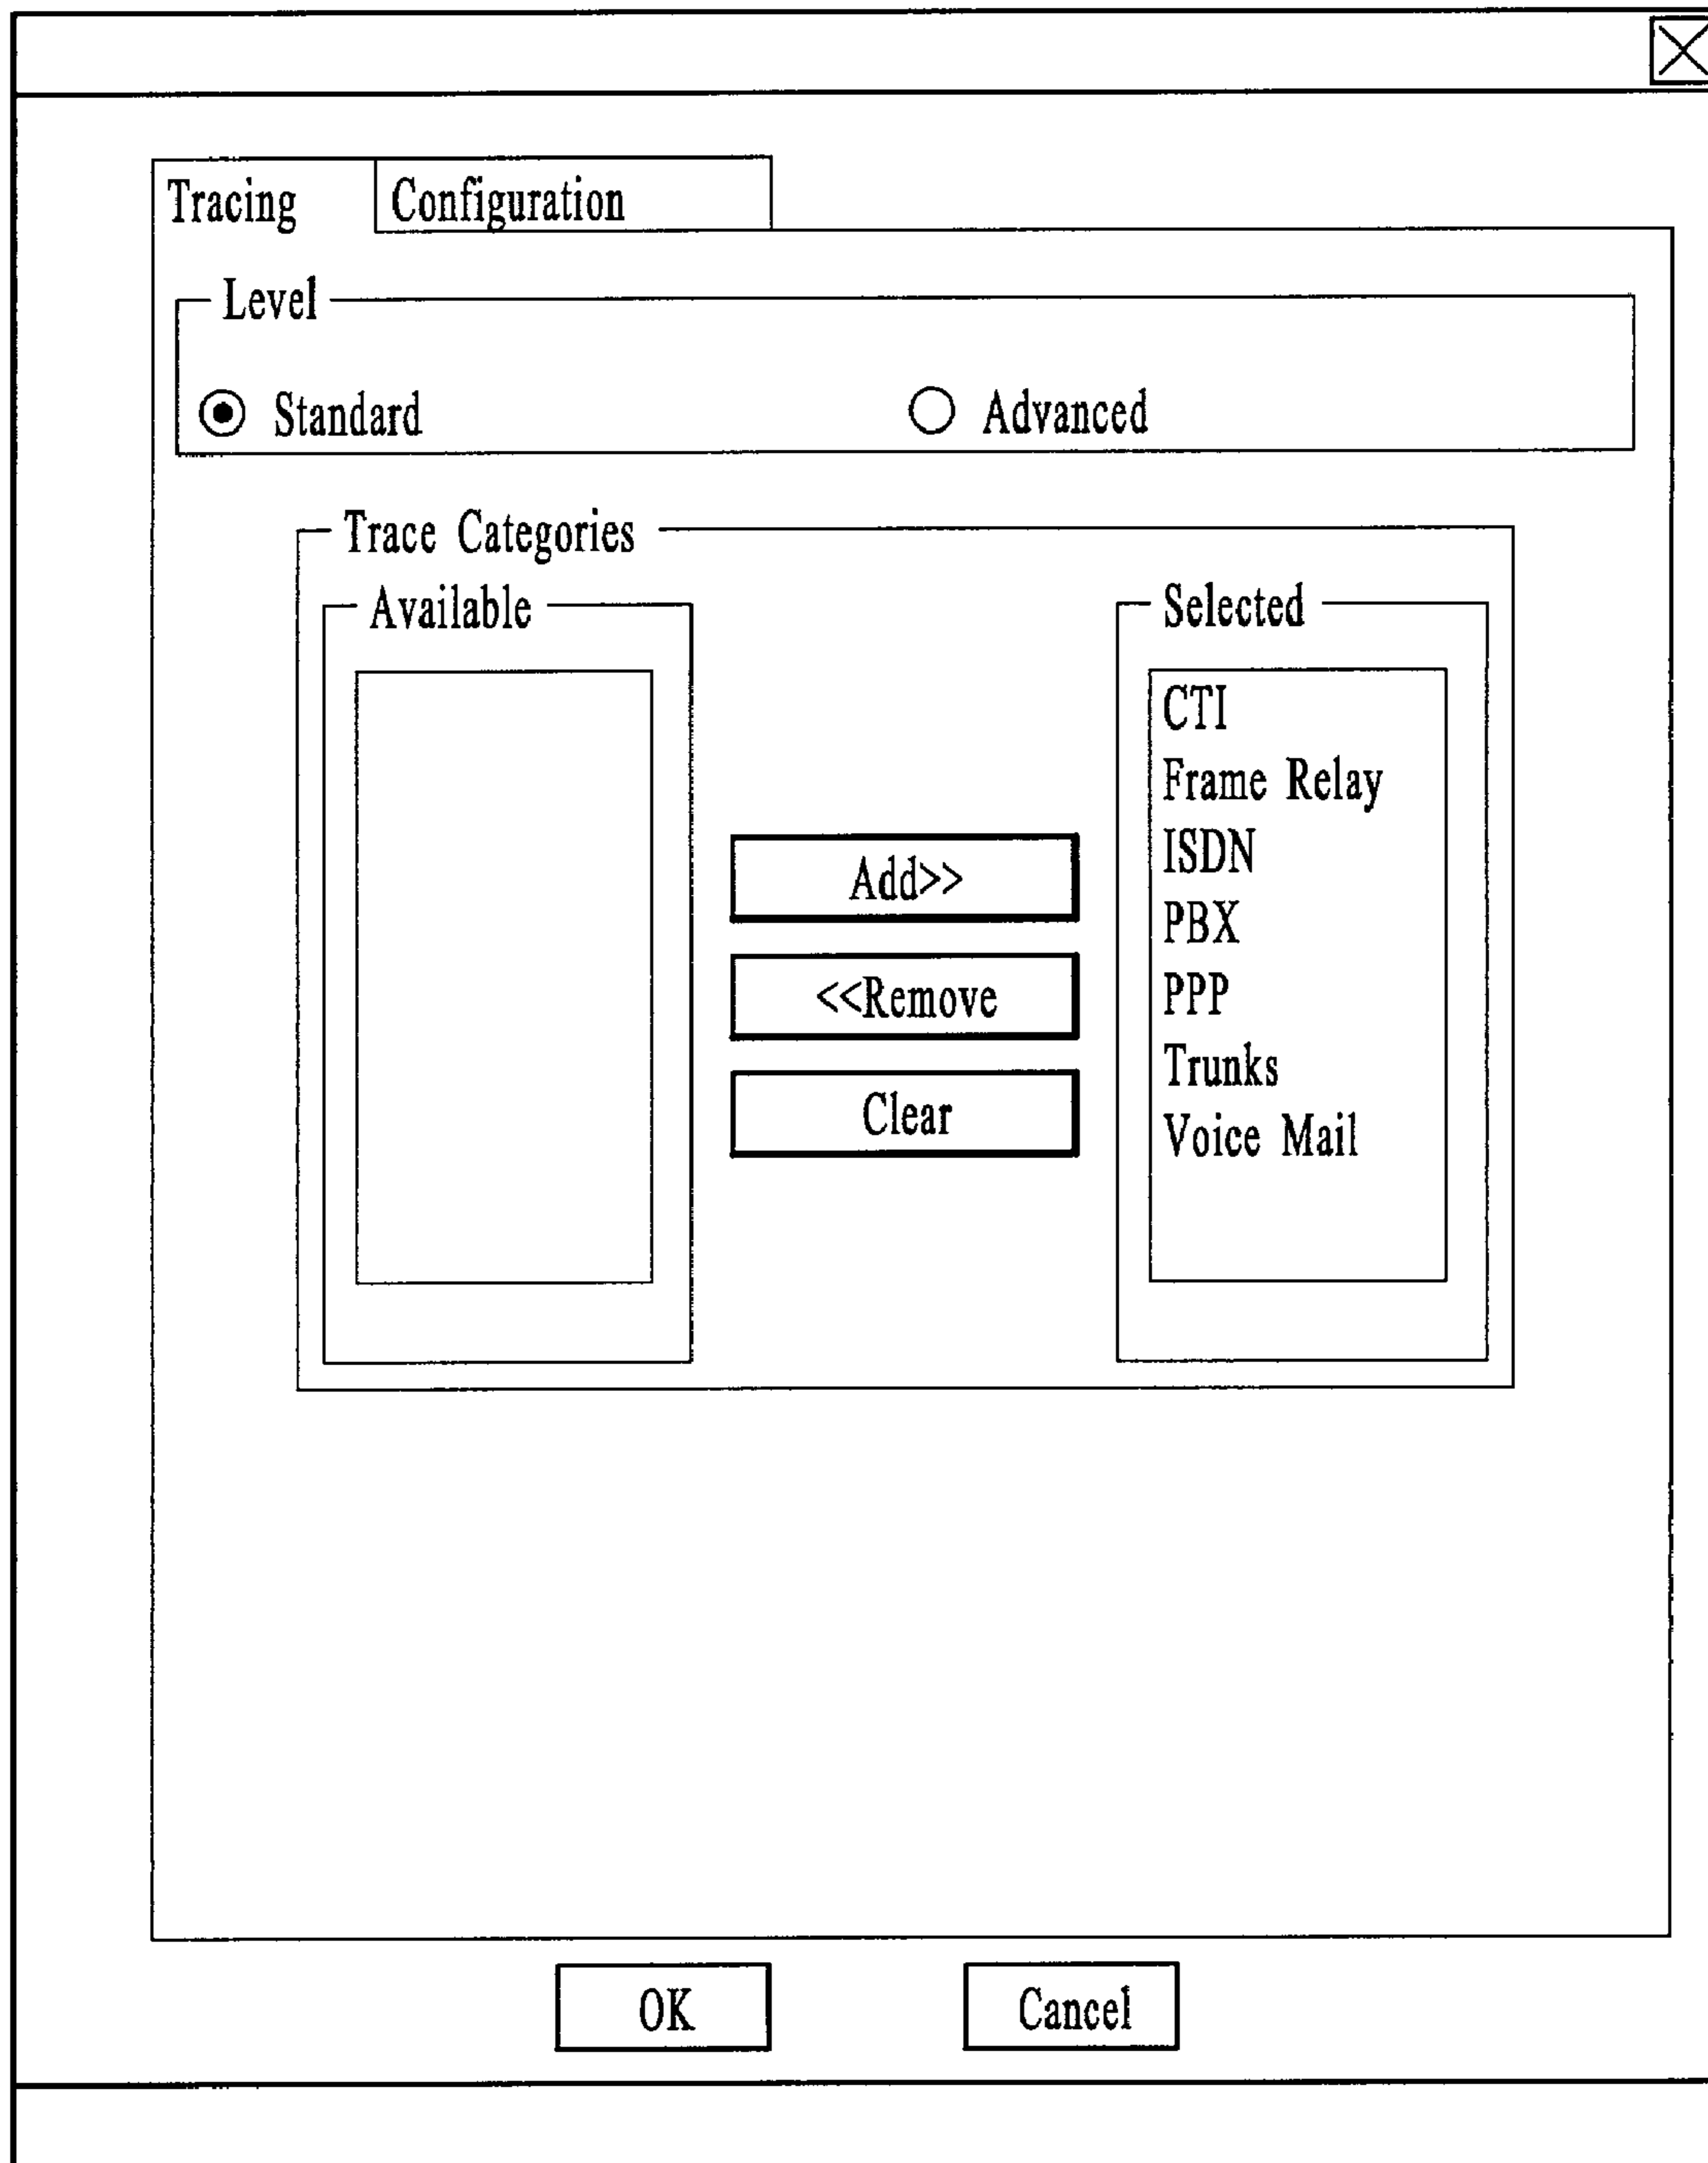 Tracing
Configuration
Level
Standard
Advanced
Trace Categories
Available
Selected
CTI
Frame Relay
ISDN
PBX
PPP
Trunks
Voice Mail
Add>>
<<Remove
Clear
OK
Cancel